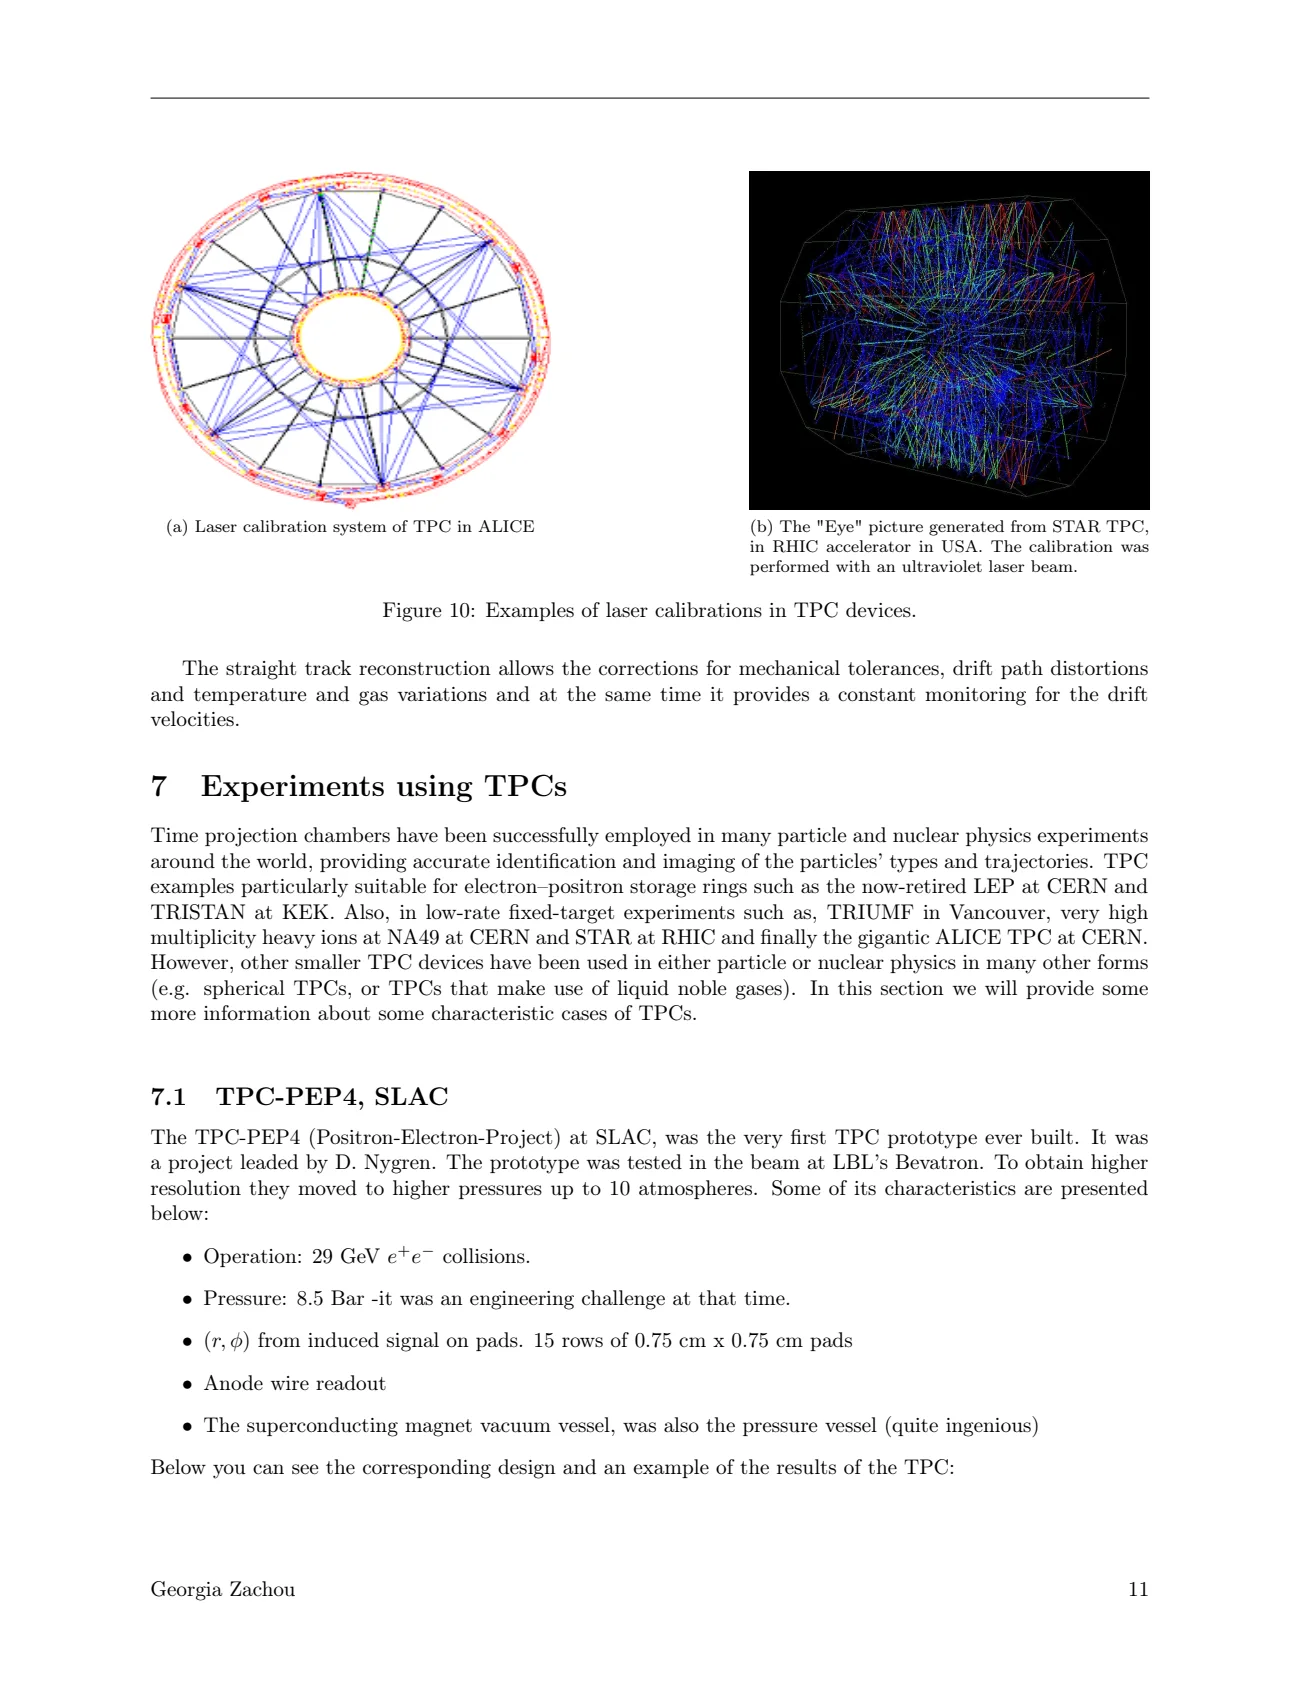 (a) Laser calibration system of TPC in ALICE
(b) The "Eye" picture generated from STAR TPC,
in RHIC accelerator in USA. The calibration was
performed with an ultraviolet laser beam.
Figure 10: Examples of laser calibrations in TPC devices.
The straight track reconstruction allows the corrections for mechanical tolerances, drift path distortions
and temperature and gas variations and at the same time it provides a constant monitoring for the drift
velocities.
7 Experiments using TPCs
Time projection chambers have been successfully employed in many particle and nuclear physics experiments
around the world, providing accurate identification and imaging of the particles' types and trajectories. TPC
examples particularly suitable for electron–positron storage rings such as the now-retired LEP at CERN and
TRISTAN at KEK. Also, in low-rate fixed-target experiments such as, TRIUMF in Vancouver, very high
multiplicity heavy ions at NA49 at CERN and STAR at RHIC and finally the gigantic ALICE TPC at CERN.
However, other smaller TPC devices have been used in either particle or nuclear physics in many other forms
(e.g. spherical TPCs, or TPCs that make use of liquid noble gases). In this section we will provide some
more information about some characteristic cases of TPCs.
7.1 TPC-PEP4, SLAC
The TPC-PEP4 (Positron-Electron-Project) at SLAC, was the very first TPC prototype ever built. It was
a project leaded by D. Nygren. The prototype was tested in the beam at LBL's Bevatron. To obtain higher
resolution they moved to higher pressures up to 10 atmospheres. Some of its characteristics are presented
below:
• Operation: 29 GeV e⁺e⁻ collisions.
• Pressure: 8.5 Bar -it was an engineering challenge at that time.
• (r, ϕ) from induced signal on pads. 15 rows of 0.75 cm x 0.75 cm pads
• Anode wire readout
• The superconducting magnet vacuum vessel, was also the pressure vessel (quite ingenious)
Below you can see the corresponding design and an example of the results of the TPC:
Georgia Zachou 11